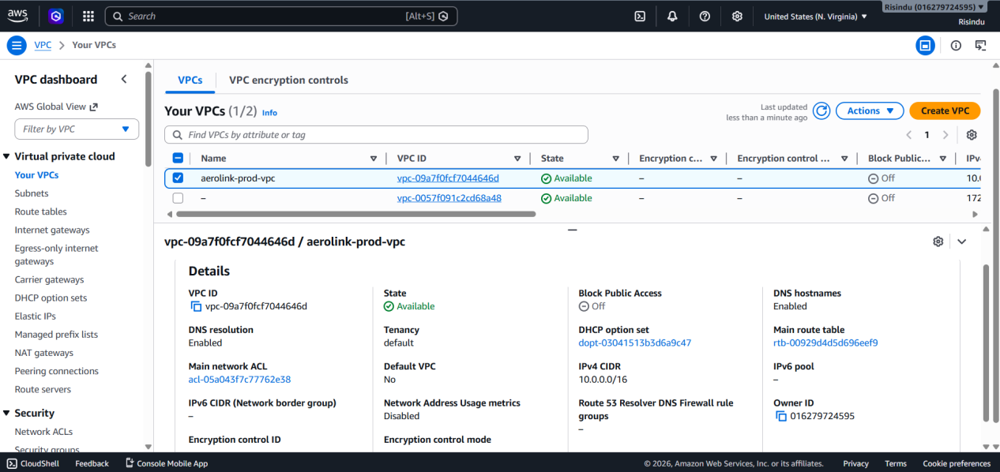 aws
Search
[Alt+S]
United States (N. Virginia)
Risindu (016279724595)
Risindu
VPC
Your VPCs
VPC dashboard
AWS Global View
Filter by VPC
Virtual private cloud
Your VPCs
Subnets
Route tables
Internet gateways
Egress-only internet
gateways
Carrier gateways
DHCP option sets
Elastic IPs
Managed prefix lists
NAT gateways
Peering connections
Route servers
Security
Network ACLs
Security groups
VPCs
VPC encryption controls
Your VPCs (1/2) Info
Last updated
less than a minute ago
Actions
Create VPC
Find VPCs by attribute or tag
1
Name VPC ID State Encryption c... Encryption control ... Block Public... IPv
aerolink-prod-vpc vpc-09a7f0fcf7044646d Available – – Off 10.
– vpc-0057f091c2cd68a48 Available – – Off 172
vpc-09a7f0fcf7044646d / aerolink-prod-vpc
Details
VPC ID
vpc-09a7f0fcf7044646d
State
Available
Block Public Access
Off
DNS hostnames
Enabled
DNS resolution
Enabled
Tenancy
default
DHCP option set
dopt-03041513b3d6a9c47
Main route table
rtb-00929d4d5d696eef9
Main network ACL
acl-05a043f7c77762e38
Default VPC
No
IPv4 CIDR
10.0.0.0/16
IPv6 pool
–
IPv6 CIDR (Network border group)
–
Network Address Usage metrics
Disabled
Route 53 Resolver DNS Firewall rule
groups
–
Owner ID
016279724595
Encryption control ID
Encryption control mode
CloudShell
Feedback
Console Mobile App
© 2026, Amazon Web Services, Inc. or its affiliates.
Privacy
Terms
Cookie preferences